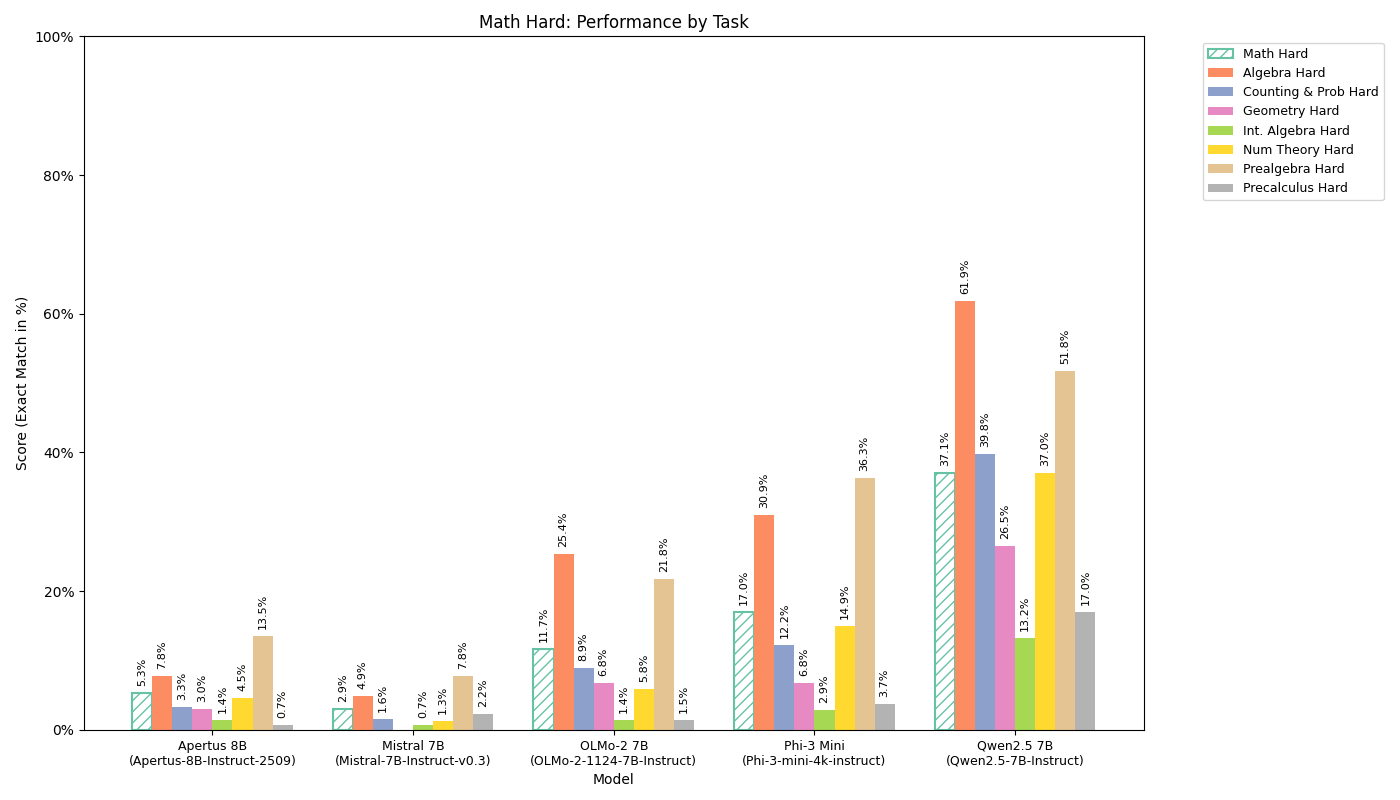 Math Hard: Performance by Task
Score (Exact Match in %)
100%
80%
60%
40%
20%
0%
5.3%
7.8%
3.3%
3.0%
1.4%
4.5%
13.5%
0.7%
2.9%
4.9%
1.6%
0.7%
1.3%
7.8%
2.2%
11.7%
25.4%
8.9%
6.8%
1.4%
5.8%
21.8%
1.5%
17.0%
30.9%
12.2%
6.8%
2.9%
14.9%
36.3%
3.7%
37.1%
61.9%
39.8%
26.5%
13.2%
37.0%
51.8%
17.0%
Apertus 8B
(Apertus-8B-Instruct-2509)
Mistral 7B
(Mistral-7B-Instruct-v0.3)
OLMo-2 7B
(OLMo-2-1124-7B-Instruct)
Phi-3 Mini
(Phi-3-mini-4k-instruct)
Qwen2.5 7B
(Qwen2.5-7B-Instruct)
Model
Math Hard
Algebra Hard
Counting & Prob Hard
Geometry Hard
Int. Algebra Hard
Num Theory Hard
Prealgebra Hard
Precalculus Hard